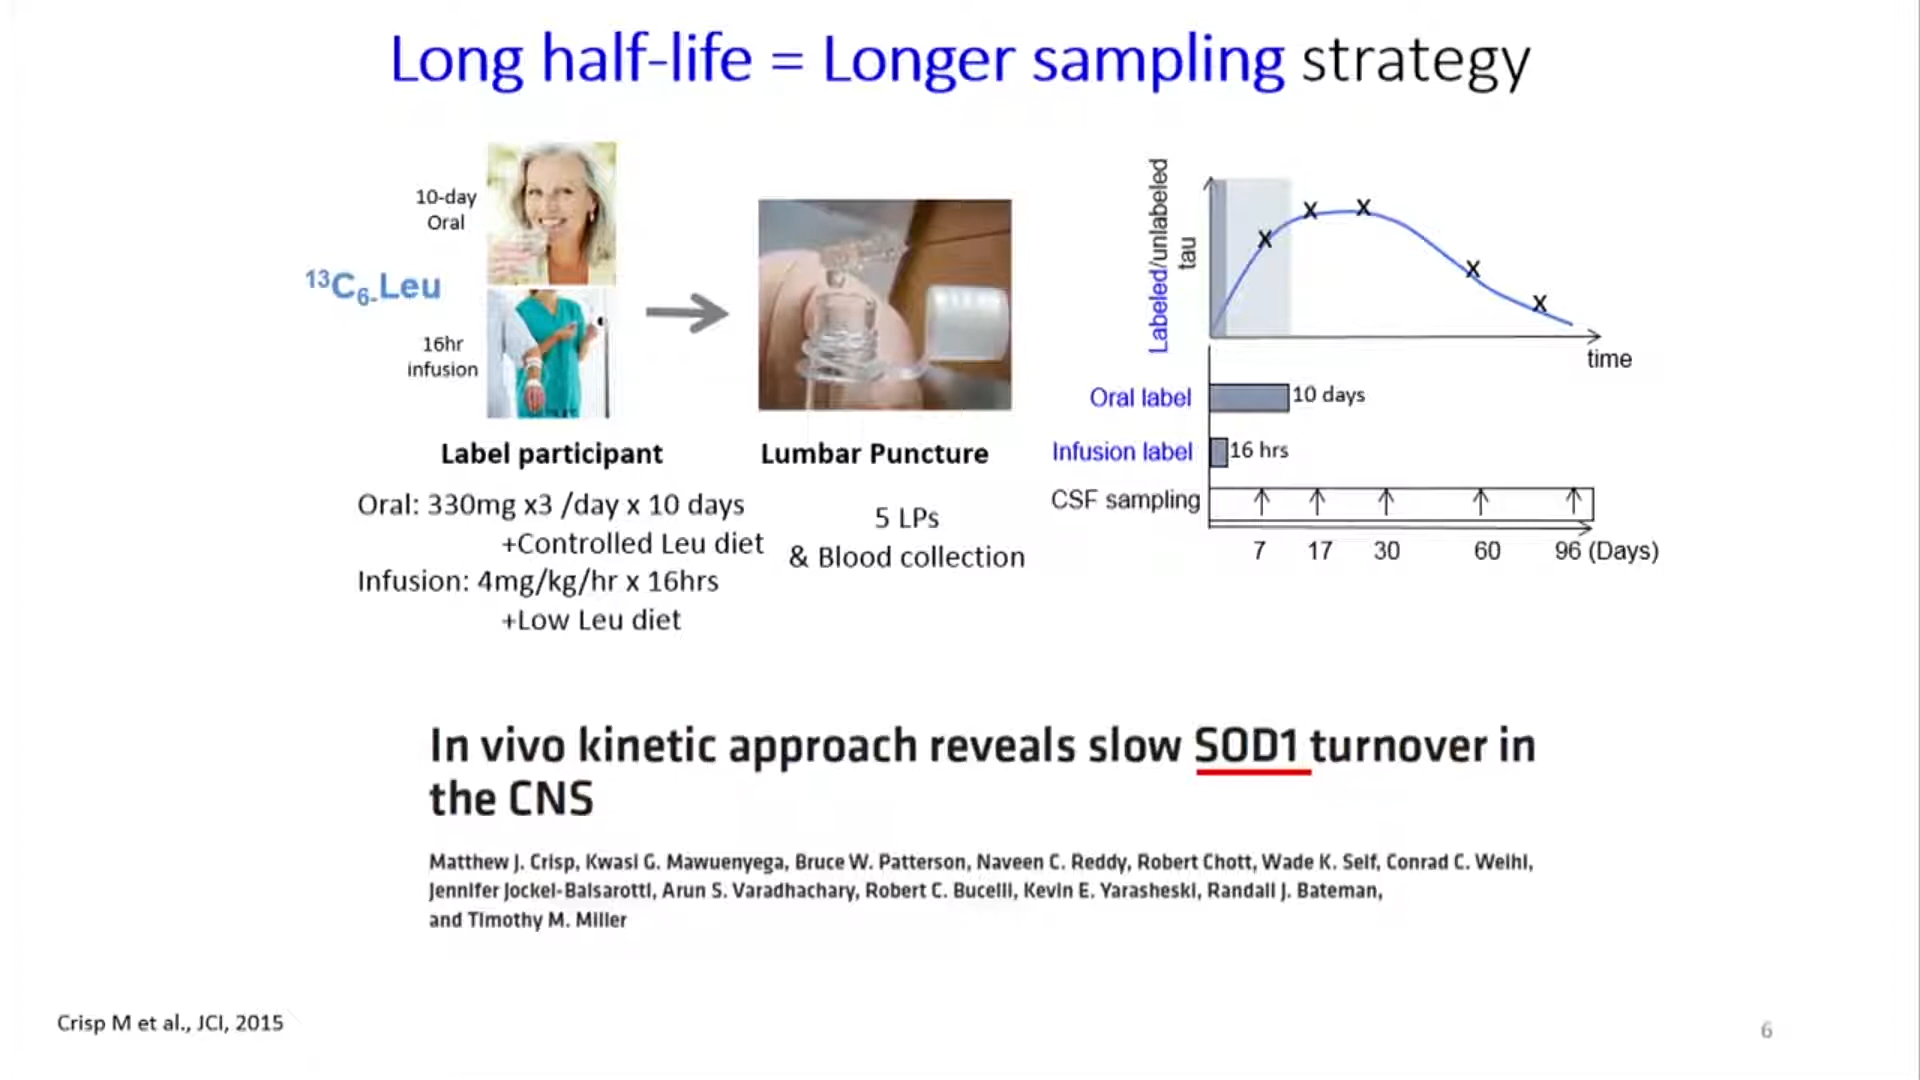 Long half-life = Longer sampling strategy
10-day
Oral
¹³C₆-Leu
16hr
infusion
Label participant
Oral: 330mg x3 /day x 10 days
+Controlled Leu diet
Infusion: 4mg/kg/hr x 16hrs
+Low Leu diet
Lumbar Puncture
5 LPs
& Blood collection
Labeled/unlabeled
tau
X X X X X
time
Oral label 10 days
Infusion label 16 hrs
CSF sampling
7 17 30 60 96 (Days)
In vivo kinetic approach reveals slow SOD1 turnover in
the CNS
Matthew J. Crisp, Kwasi G. Mawuenyega, Bruce W. Patterson, Naveen C. Reddy, Robert Chott, Wade K. Self, Conrad C. Weihl,
Jennifer Jockel-Balsarotti, Arun S. Varadhachary, Robert C. Bucelli, Kevin E. Yarasheski, Randall J. Bateman,
and Timothy M. Miller
Crisp M et al., JCI, 2015
6